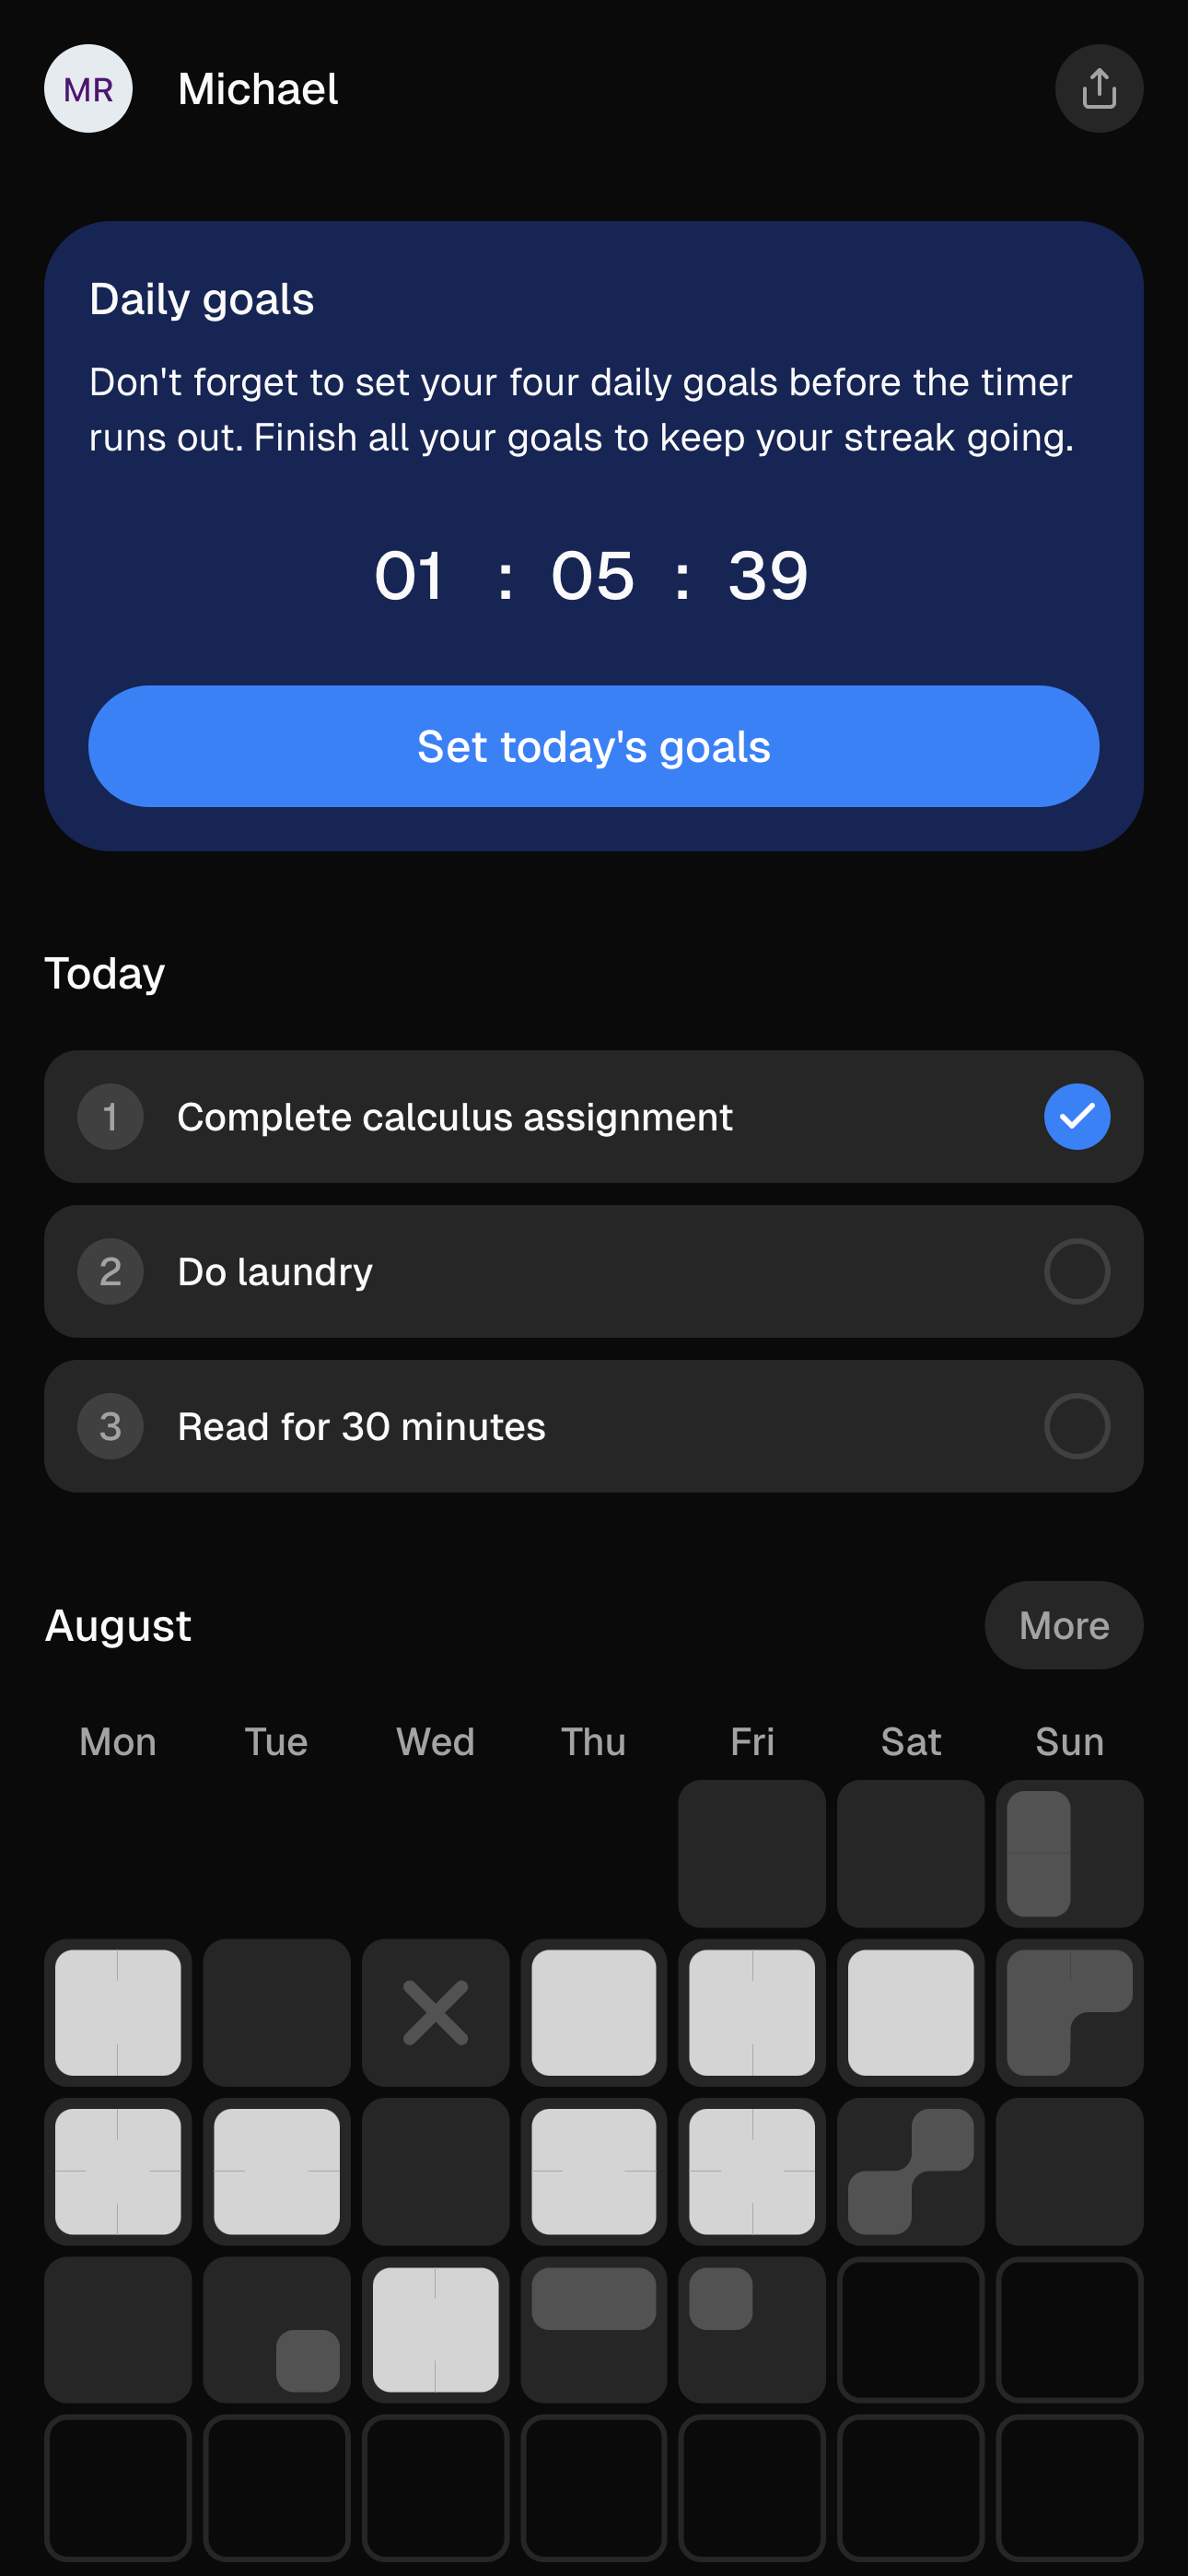 MR
Michael
Daily goals
Don't forget to set your four daily goals before the timer
runs out. Finish all your goals to keep your streak going.
01 : 05 : 39
Set today's goals
Today
1 Complete calculus assignment
2 Do laundry
3 Read for 30 minutes
August
More
Mon Tue Wed Thu Fri Sat Sun